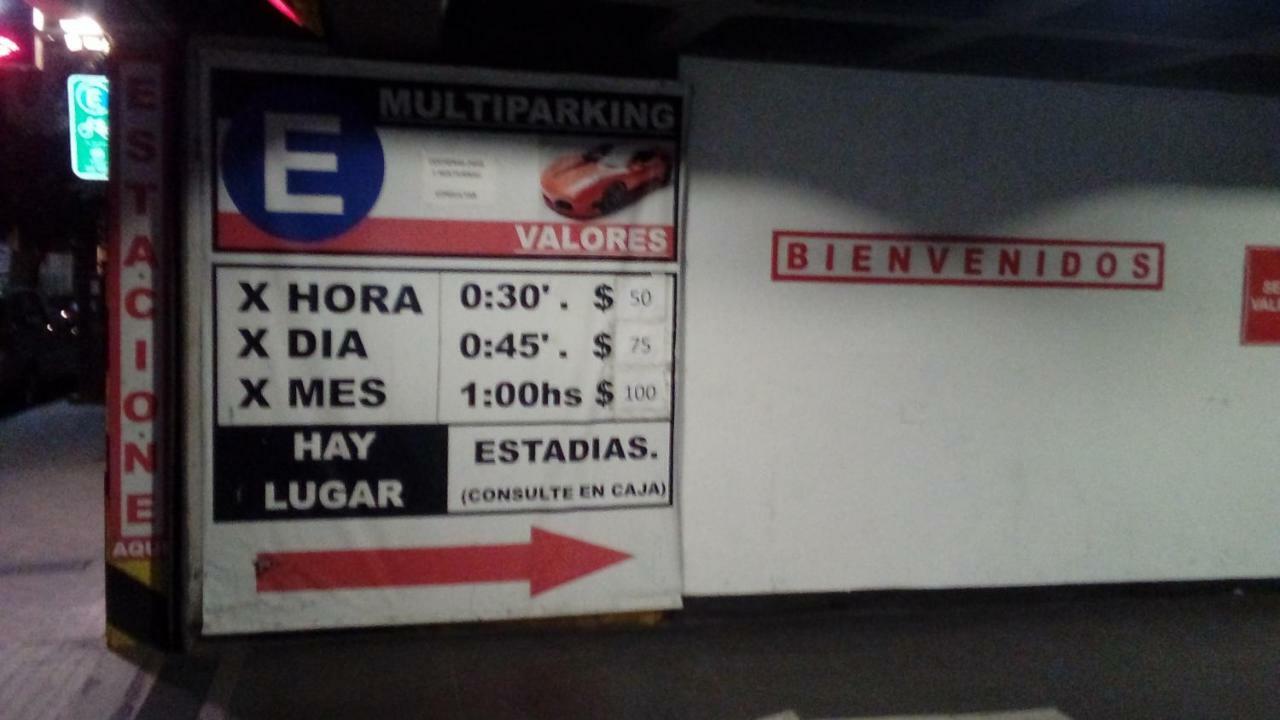 ESTACIONE
AQUI
MULTIPARKING
E
VALORES
X HORA 0:30'. $ 50
X DIA 0:45'. $ 75
X MES 1:00hs $ 100
HAY
LUGAR
ESTADIAS.
(CONSULTE EN CAJA)
BIENVENIDOS